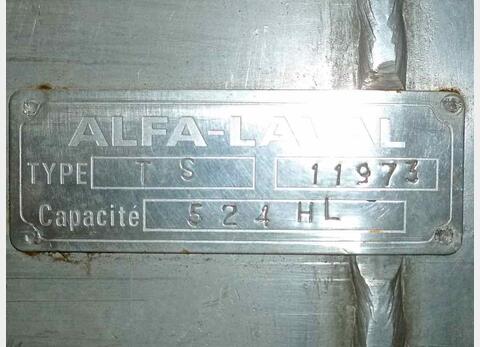 ALFA-LAVAL
TYPE T S 11973
Capacité 524 HL